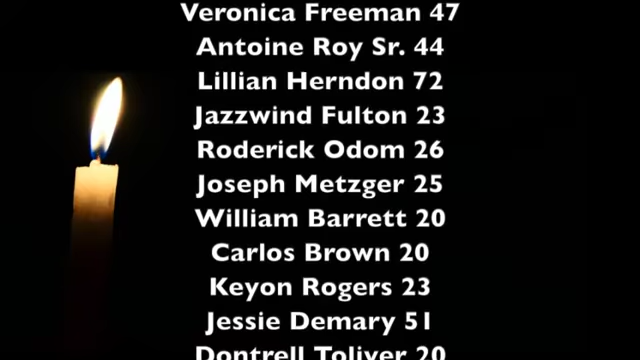 Veronica Freeman 47
Antoine Roy Sr. 44
Lillian Herndon 72
Jazzwind Fulton 23
Roderick Odom 26
Joseph Metzger 25
William Barrett 20
Carlos Brown 20
Keyon Rogers 23
Jessie Demary 51
Dontrell Toliver 20